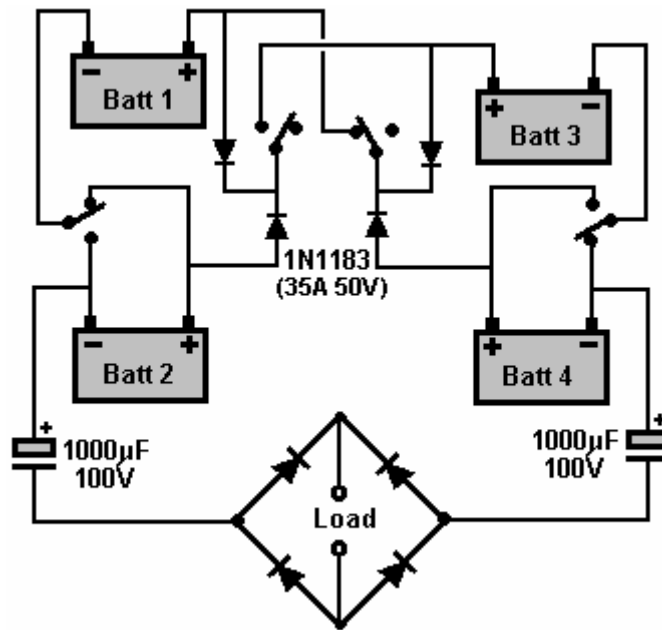 - +
Batt 1
+ -
Batt 3
1N1183
(35A 50V)
- +
Batt 2
+ -
Batt 4
+
1000µF
100V
+
1000µF
100V
Load